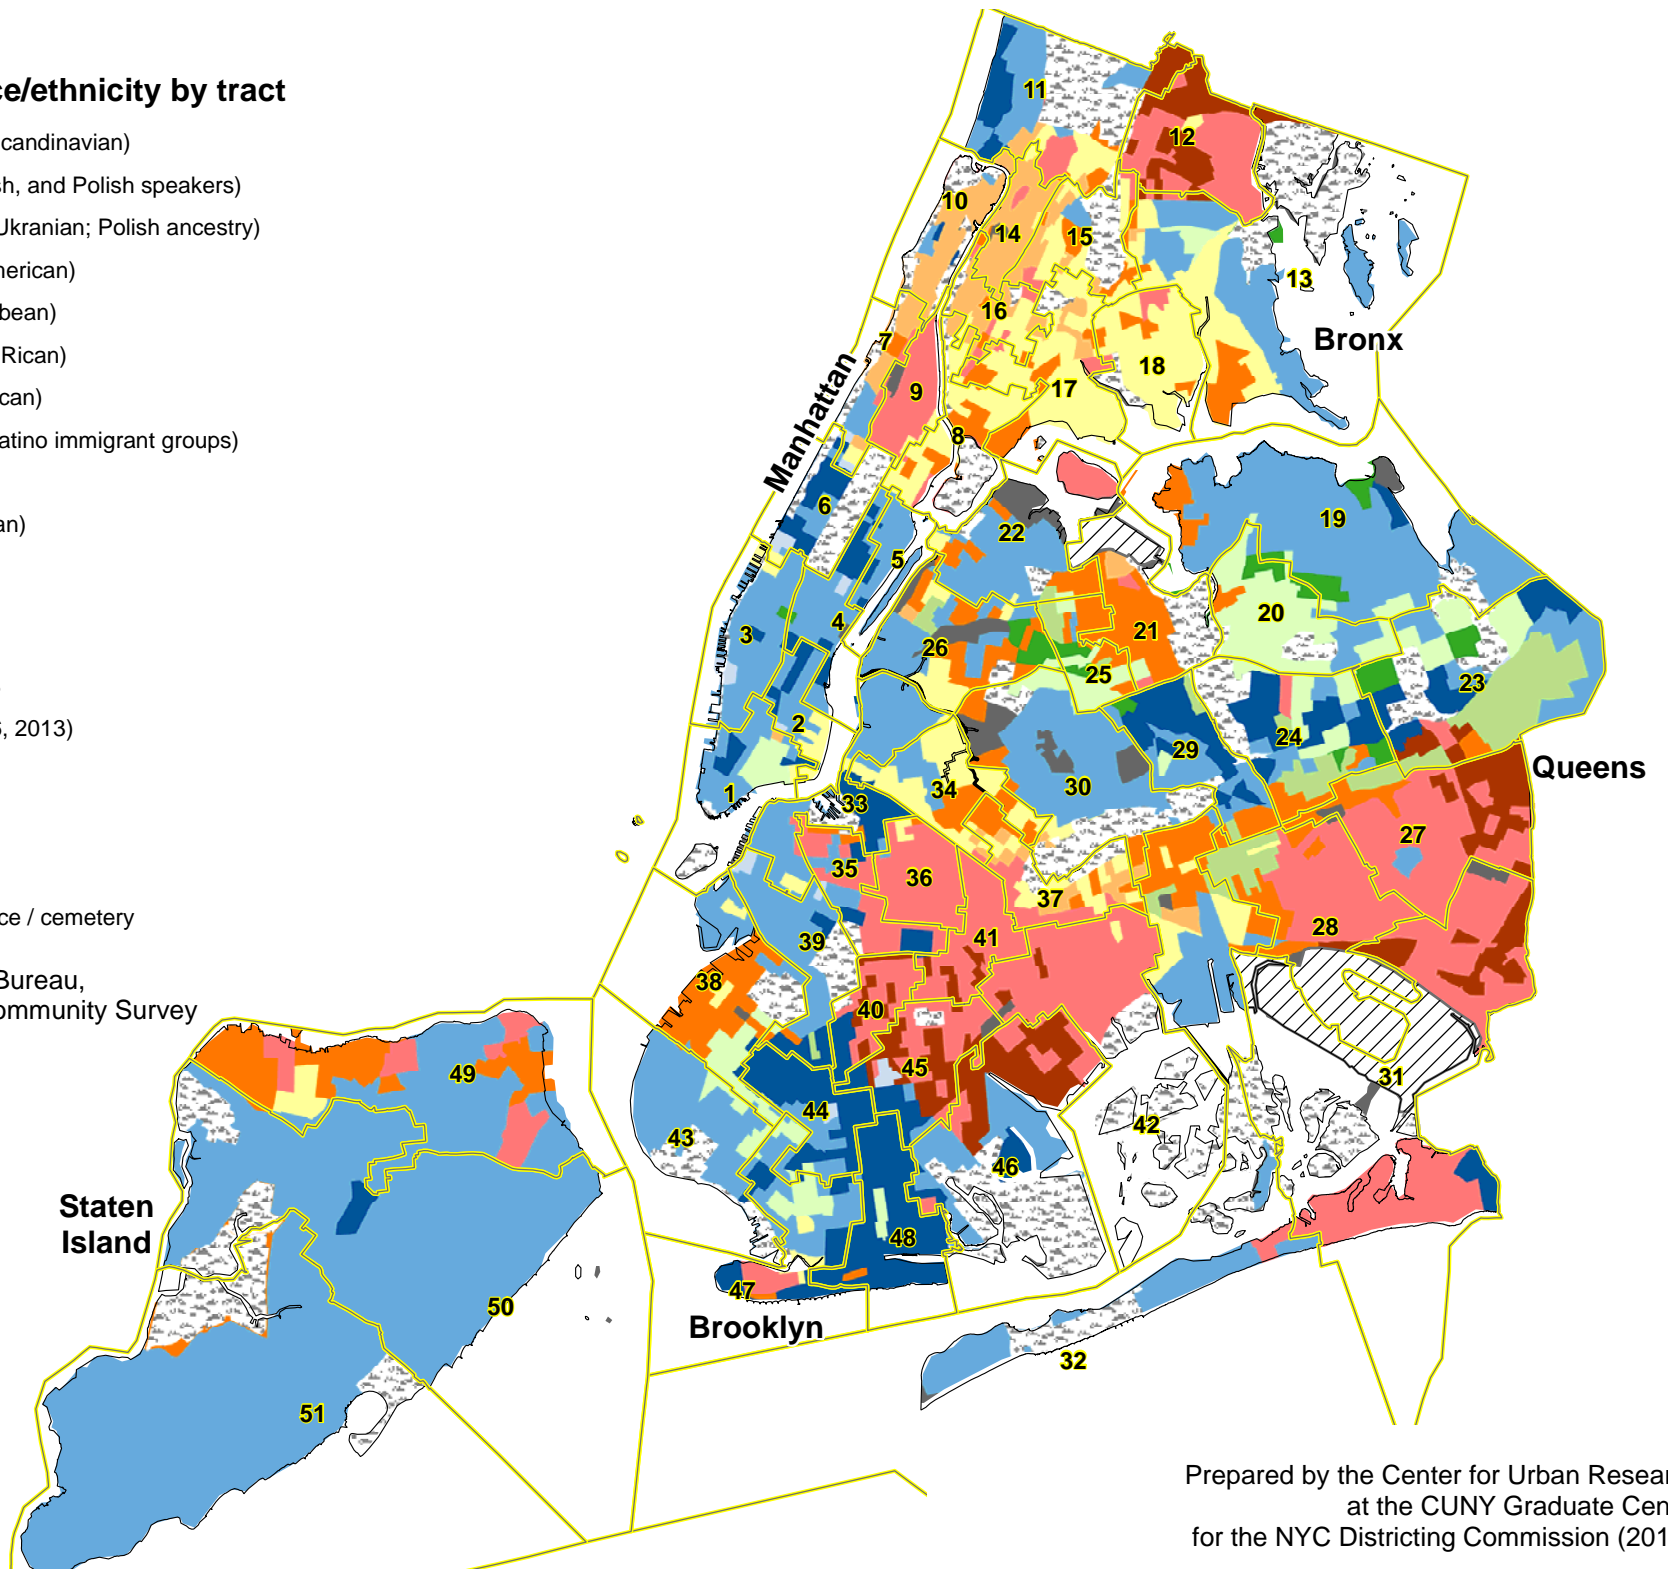 ce/ethnicity by tract
candinavian)
sh, and Polish speakers)
Ukranian; Polish ancestry)
merican)
bean)
Rican)
can)
atino immigrant groups)
an)
6, 2013)
ce / cemetery
Bureau,
ommunity Survey
11
12
10
14
15
13
16
Bronx
7
18
9
17
Manhattan
8
6
19
22
5
20
3
4
21
26
25
23
2
24
29
Queens
1
30
34
33
27
35
36
37
28
39
41
38
40
45
31
49
44
42
43
46
Staten
Island
48
47
50
Brooklyn
32
51
Prepared by the Center for Urban Resear
at the CUNY Graduate Cen
for the NYC Districting Commission (201